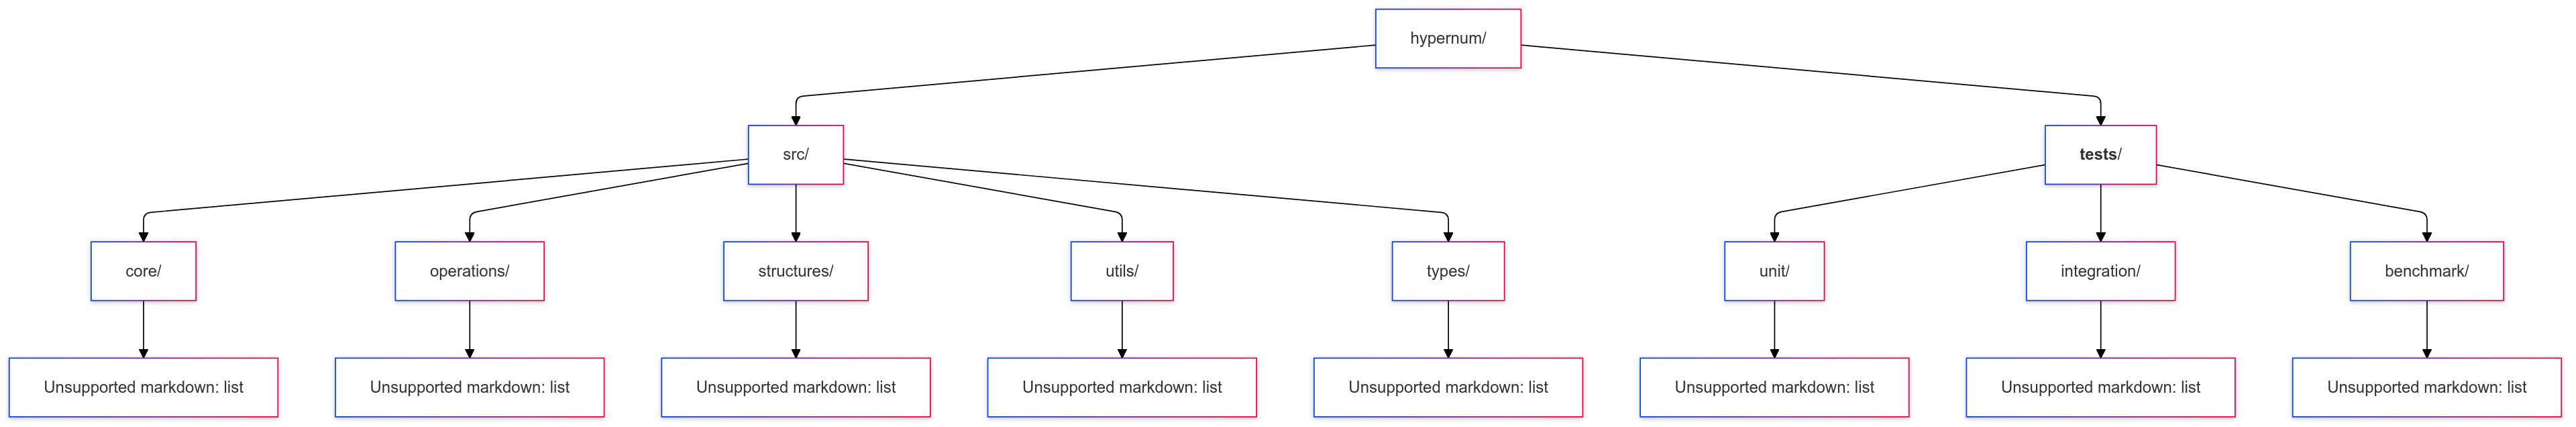 hypernum/
src/
tests/
core/
operations/
structures/
utils/
types/
unit/
integration/
benchmark/
Unsupported markdown: list
Unsupported markdown: list
Unsupported markdown: list
Unsupported markdown: list
Unsupported markdown: list
Unsupported markdown: list
Unsupported markdown: list
Unsupported markdown: list